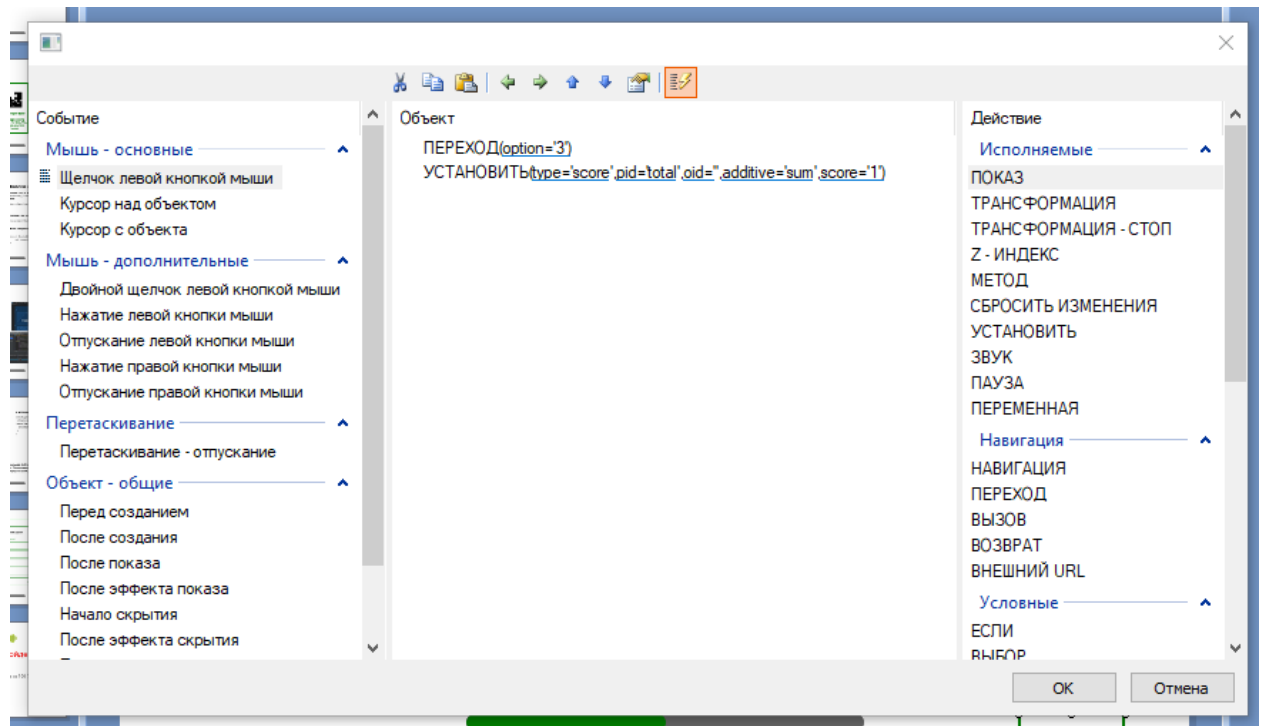 Событие
Мышь - основные
Щелчок левой кнопкой мыши
Курсор над объектом
Курсор с объекта
Мышь - дополнительные
Двойной щелчок левой кнопкой мыши
Нажатие левой кнопки мыши
Отпускание левой кнопки мыши
Нажатие правой кнопки мыши
Отпускание правой кнопки мыши
Перетаскивание
Перетаскивание - отпускание
Объект - общие
Перед созданием
После создания
После показа
После эффекта показа
Начало скрытия
После эффекта скрытия
Объект
ПЕРЕХОД(option='3')
УСТАНОВИТЬ(type='score',pid='total',oid='',additive='sum',score='1')
Действие
Исполняемые
ПОКАЗ
ТРАНСФОРМАЦИЯ
ТРАНСФОРМАЦИЯ - СТОП
Z - ИНДЕКС
МЕТОД
СБРОСИТЬ ИЗМЕНЕНИЯ
УСТАНОВИТЬ
ЗВУК
ПАУЗА
ПЕРЕМЕННАЯ
Навигация
НАВИГАЦИЯ
ПЕРЕХОД
ВЫЗОВ
ВОЗВРАТ
ВНЕШНИЙ URL
Условные
ЕСЛИ
ВЫБОР
ОК
Отмена